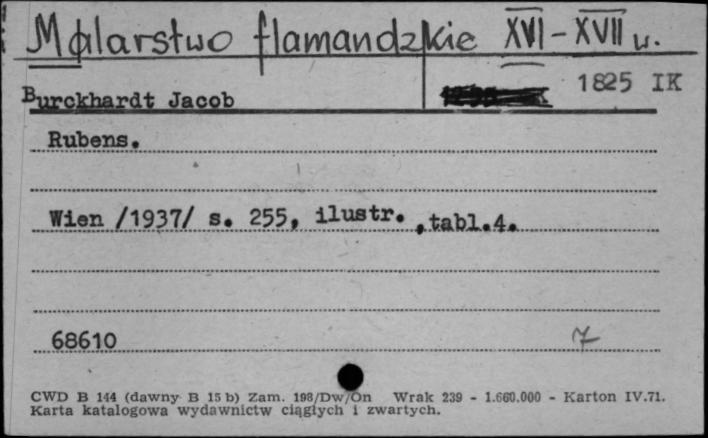 Malarstwo flamandzkie XVI - XVII w.
1825 IK
Burckhardt Jacob
Rubens.
Wien /1937/ s. 255, ilustr. , tabl.4.
68610 7
CWD B 144 (dawny B 15 b) Zam. 198/Dw/On Wrak 239 - 1.660.000 - Karton IV.71.
Karta katalogowa wydawnictw ciągłych i zwartych.